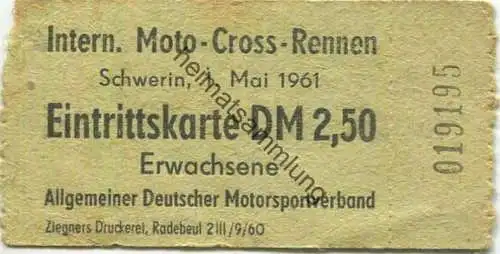 Intern. Moto-Cross-Rennen
Schwerin, 1. Mai 1961
Eintrittskarte DM 2,50
Erwachsene
Allgemeiner Deutscher Motorsportverband
Ziegners Druckerei, Radebeul 2 III/9/60
019195
heimatsammlung